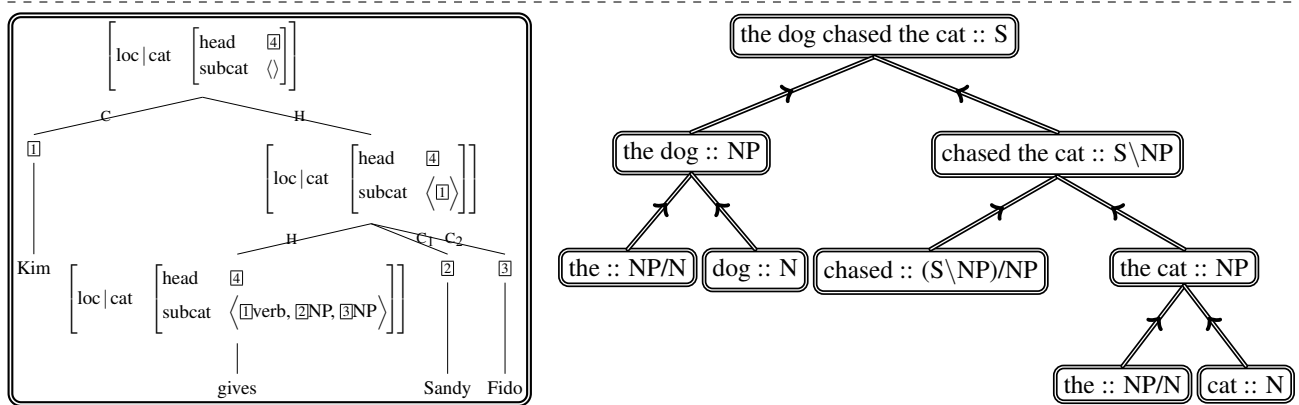 [loc|cat [head 4
subcat ⟨⟩]]
C H
1
[loc|cat [head 4
subcat ⟨1⟩]]
H C1 C2
Kim
[loc|cat [head 4
subcat ⟨1verb, 2NP, 3NP⟩]]
2 3
gives Sandy Fido
the dog chased the cat :: S
the dog :: NP
chased the cat :: S\NP
the :: NP/N
dog :: N
chased :: (S\NP)/NP
the cat :: NP
the :: NP/N
cat :: N